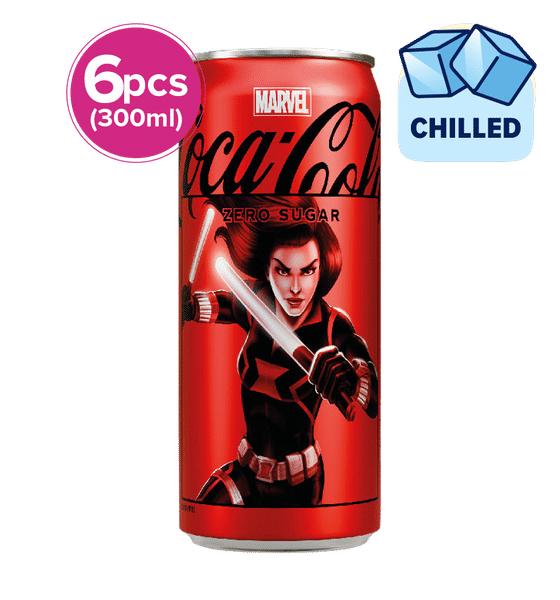 6pcs
(300ml)
CHILLED
MARVEL
Coca-Cola
ZERO SUGAR